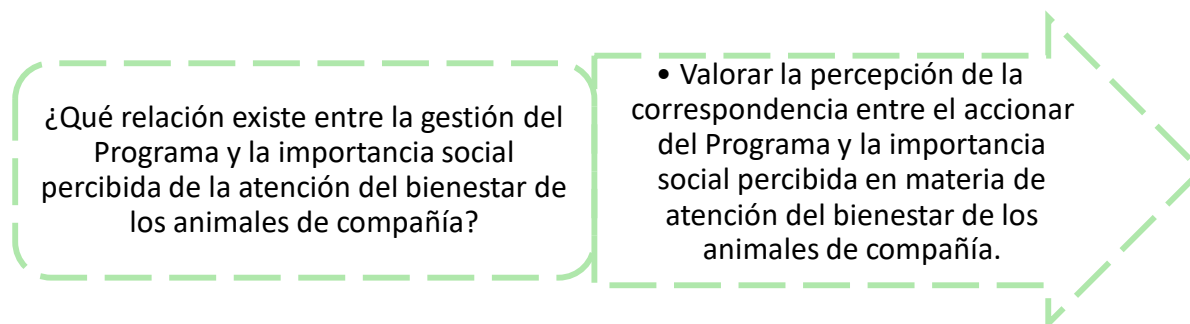 ¿Qué relación existe entre la gestión del
Programa y la importancia social
percibida de la atención del bienestar de
los animales de compañía?
• Valorar la percepción de la
correspondencia entre el accionar
del Programa y la importancia
social percibida en materia de
atención del bienestar de los
animales de compañía.